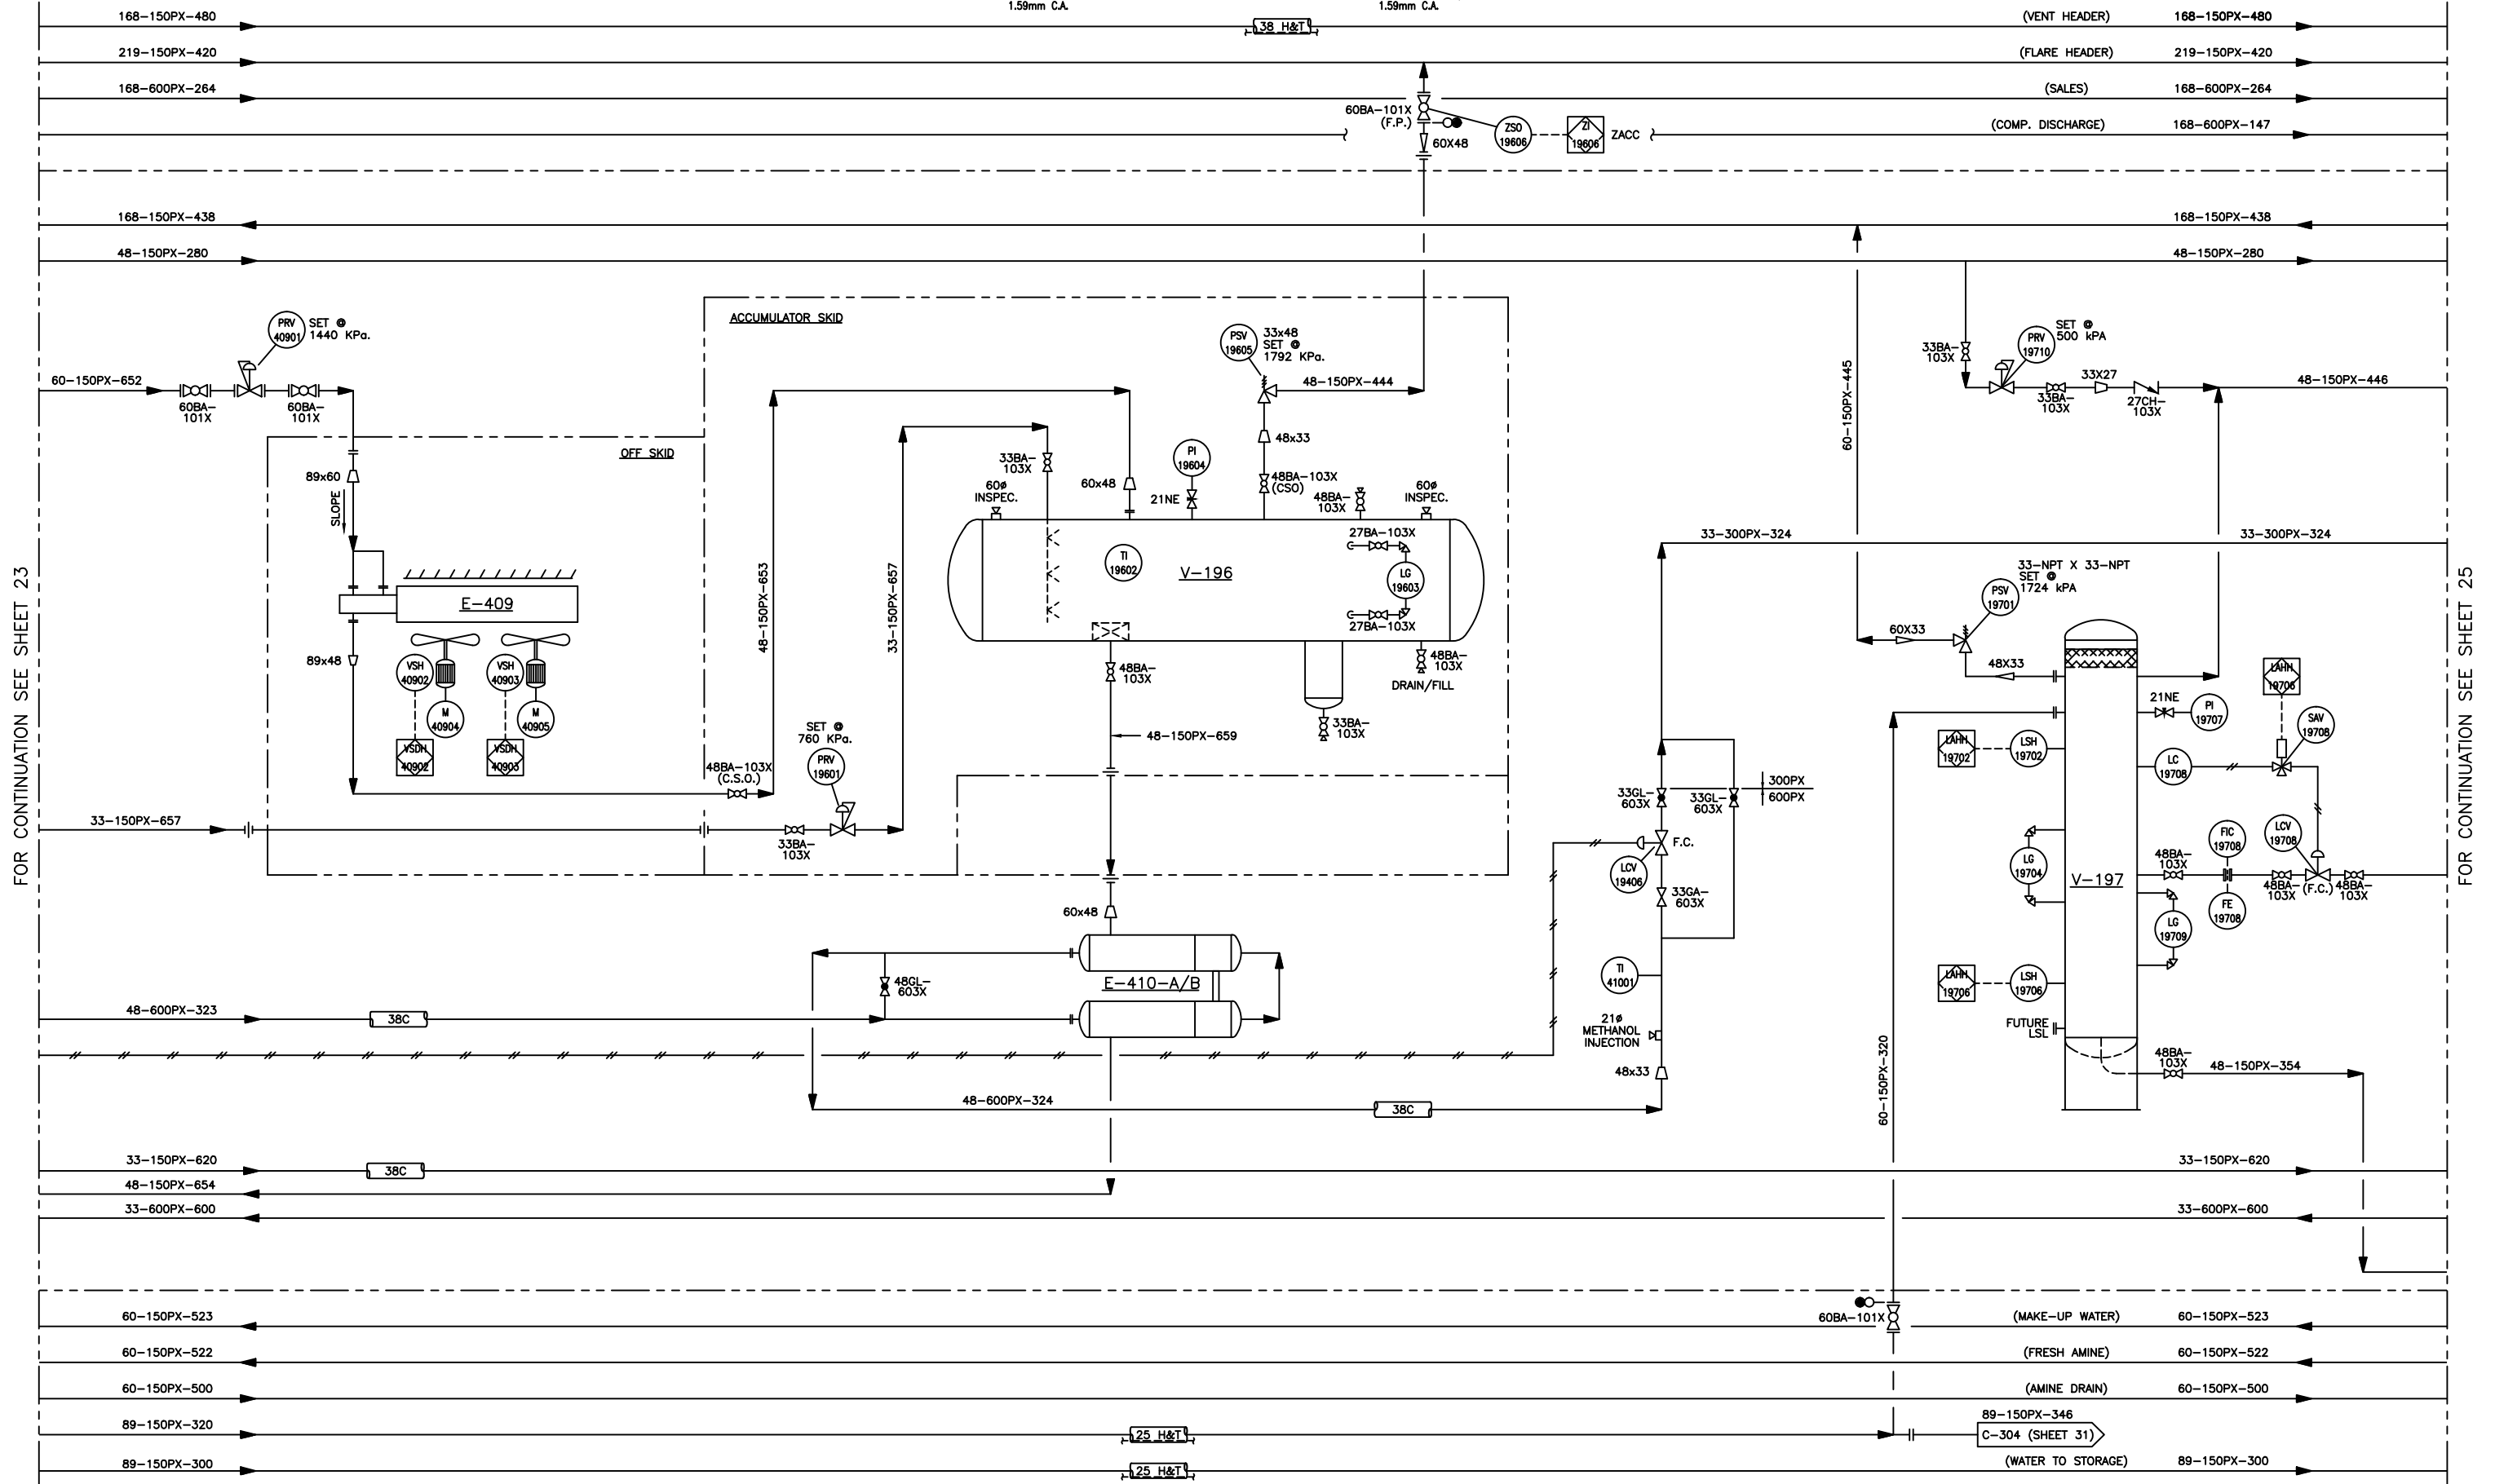 1.59mm C.A.
1.59mm C.A.
168-150PX-480
38 H&T
(VENT HEADER)
168-150PX-480
219-150PX-420
(FLARE HEADER)
219-150PX-420
168-600PX-264
(SALES)
168-600PX-264
60BA-101X
(F.P.)
ZSO
19606
ZI
19606
ZACC
(COMP. DISCHARGE)
168-600PX-147
60X48
168-150PX-438
168-150PX-438
48-150PX-280
48-150PX-280
PRV
40901
SET @
1440 KPa.
60-150PX-652
60BA-
101X
60BA-
101X
OFF SKID
89x60
SLOPE
E-409
89x48
VSH
40902
VSH
40903
M
40904
M
40905
VSDH
40902
VSDH
40903
48BA-103X
(C.S.O.)
33-150PX-657
SET @
760 KPa.
PRV
19601
33BA-
103X
48-150PX-653
33-150PX-657
ACCUMULATOR SKID
PSV
19605
33x48
SET @
1792 KPa.
48-150PX-444
48x33
33BA-
103X
60x48
PI
19604
21NE
48BA-103X
(CSO)
60ø
INSPEC.
48BA-
103X
60ø
INSPEC.
27BA-103X
TI
19602
V-196
LG
19603
27BA-103X
48BA-
103X
48BA-
103X
DRAIN/FILL
33BA-
103X
48-150PX-659
60x48
E-410-A/B
48GL-
603X
48-600PX-323
38C
48-600PX-324
38C
60-150PX-445
33BA-
103X
PRV
19710
SET @
500 kPA
33BA-
103X
33X27
27CH-
103X
48-150PX-446
33-300PX-324
33-300PX-324
33-NPT X 33-NPT
SET @
1724 kPA
PSV
19701
60X33
48X33
LAHH
19706
21NE
PI
19707
SAV
19708
LAHH
19702
LSH
19702
LC
19708
33GL-
603X
33GL-
603X
300PX
600PX
F.C.
LCV
19406
33GA-
603X
TI
41001
21ø
METHANOL
INJECTION
48x33
LG
19704
V-197
FIC
19708
LCV
19708
48BA-
103X
48BA-
103X
(F.C.)
48BA-
103X
FE
19708
LG
19709
LAHH
19706
LSH
19706
FUTURE
LSL
48BA-
103X
48-150PX-354
60-150PX-320
33-150PX-620
38C
33-150PX-620
48-150PX-654
33-600PX-600
33-600PX-600
60-150PX-523
60BA-101X
(MAKE-UP WATER)
60-150PX-523
60-150PX-522
(FRESH AMINE)
60-150PX-522
60-150PX-500
(AMINE DRAIN)
60-150PX-500
89-150PX-320
25 H&T
89-150PX-346
C-304 (SHEET 31)
89-150PX-300
25 H&T
(WATER TO STORAGE)
89-150PX-300
FOR CONTINUATION SEE SHEET 23
FOR CONTINUATION SEE SHEET 25